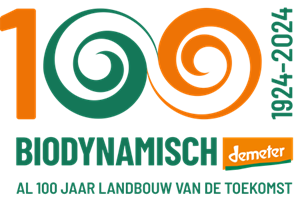 100
1924-2024
BIODYNAMISCH demeter
AL 100 JAAR LANDBOUW VAN DE TOEKOMST